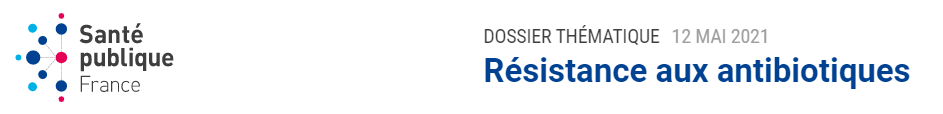 Santé
publique
France
DOSSIER THÉMATIQUE 12 MAI 2021
Résistance aux antibiotiques